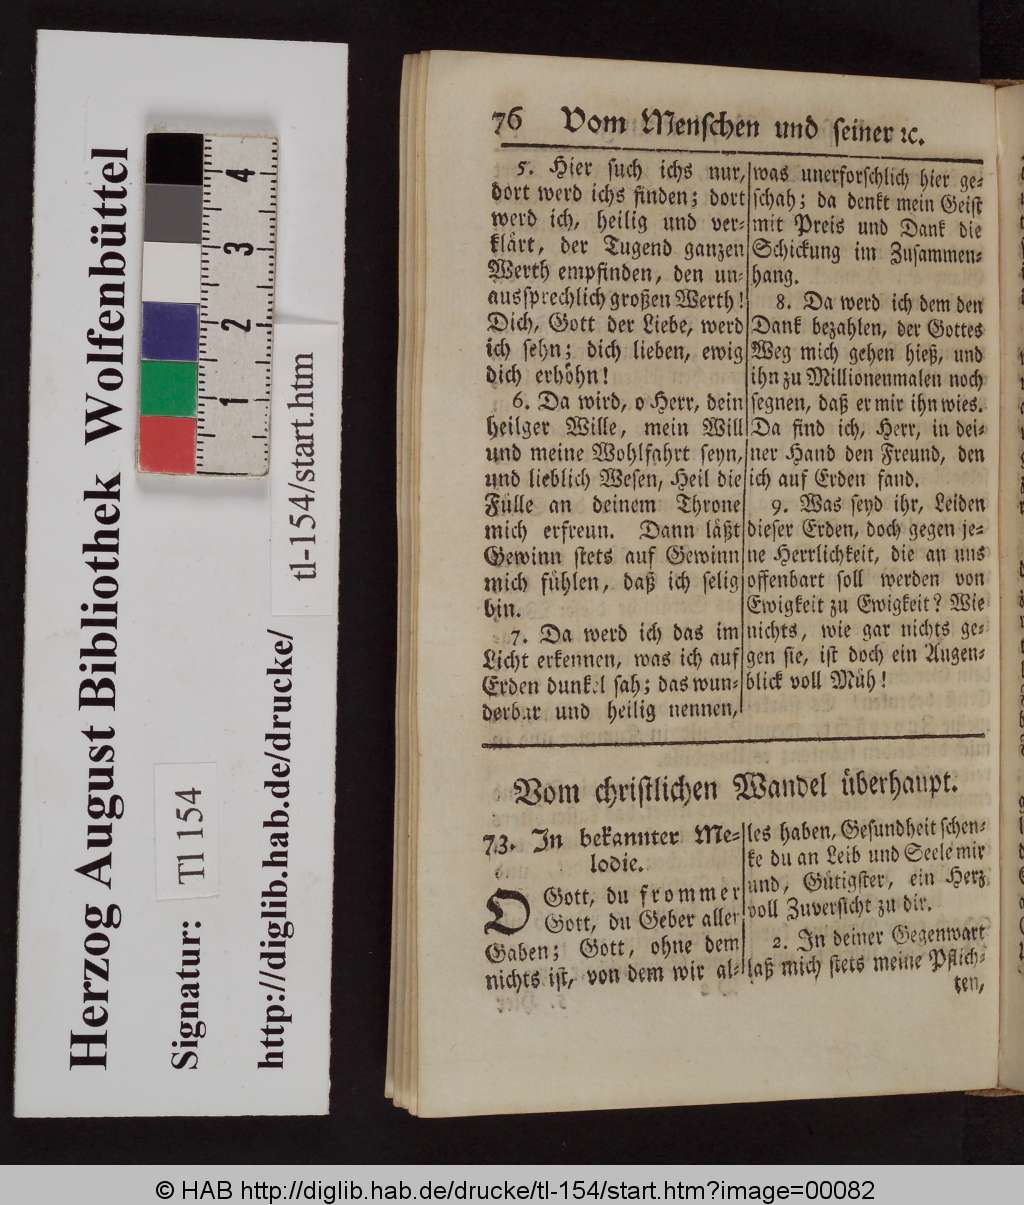 Herzog August Bibliothek Wolfenbüttel
Signatur: Tl 154
http://diglib.hab.de/drucke/
tl-154/start.htm
1
2
3
4
76 Vom Menschen und seiner ꝛc.
5. Hier such ichs nur,
dort werd ichs finden; dort
werd ich, heilig und ver-
klårt, der Tugend ganzen
Werth empfinden, den un-
aussprechlich großen Werth!
Dich, Gott der Liebe, werd
ich sehn; dich lieben, ewig
dich erhöhn!
6. Da wird, o Herr, dein
heilger Wille, mein Will
und meine Wohlfahrt seyn,
und lieblich Wesen, Heil die
Fülle an deinem Throne
mich erfreun. Dann läßt
Gewinn stets auf Gewinn
mich fühlen, daß ich selig
bin.
7. Da werd ich das im
Licht erkennen, was ich auf
Erden dunkel sah; das wun-
derbar und heilig nennen,
was unerforschlich hier ge-
schah; da denkt mein Geist
mit Preis und Dank die
Schickung im Zusammen-
hang.
8. Da werd ich dem den
Dank bezahlen, der Gottes
Weg mich gehen hieß, und
ihn zu Millionenmalen noch
segnen, daß er mir ihn wies.
Da find ich, Herr, in dei-
ner Hand den Freund, den
ich auf Erden fand.
9. Was seyd ihr, Leiden
dieser Erden, doch gegen je-
ne Herrlichkeit, die an uns
offenbart soll werden von
Ewigkeit zu Ewigkeit? Wie
nichts, wie gar nichts ge-
gen sie, ist doch ein Augen-
blick voll Müh!
Vom christlichen Wandel überhaupt.
73. In bekannter Me-
lodie.
O Gott, du frommer
Gott, du Geber aller
Gaben; Gott, ohne dem
nichts ist, von dem wir al-
les haben, Gesundheit schen-
ke du an Leib und Seele mir
und, Gütigster, ein Herz
voll Zuversicht zu dir.
2. In deiner Gegenwart
laß mich stets meine Pflich-
ten,
© HAB http://diglib.hab.de/drucke/tl-154/start.htm?image=00082